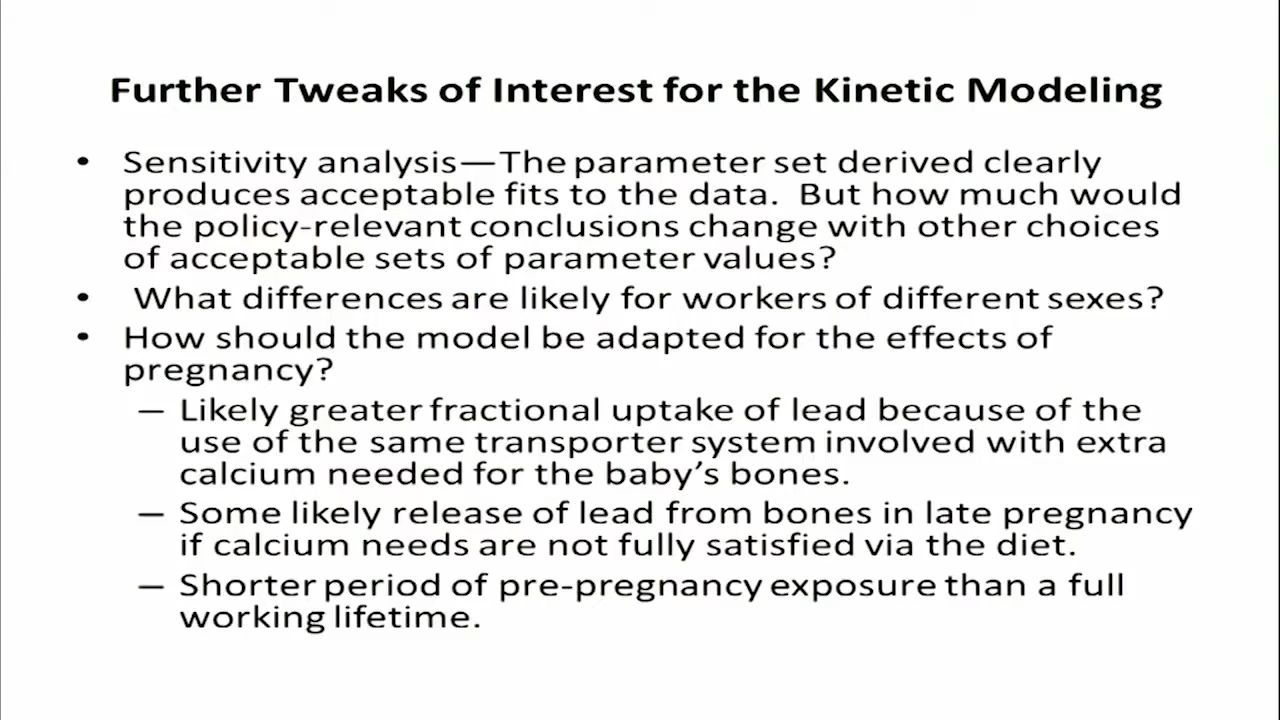 Further Tweaks of Interest for the Kinetic Modeling
• Sensitivity analysis—The parameter set derived clearly
produces acceptable fits to the data.  But how much would
the policy-relevant conclusions change with other choices
of acceptable sets of parameter values?
• What differences are likely for workers of different sexes?
• How should the model be adapted for the effects of
pregnancy?
— Likely greater fractional uptake of lead because of the
use of the same transporter system involved with extra
calcium needed for the baby's bones.
— Some likely release of lead from bones in late pregnancy
if calcium needs are not fully satisfied via the diet.
— Shorter period of pre-pregnancy exposure than a full
working lifetime.